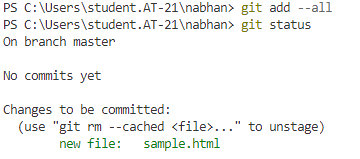 PS C:\Users\student.AT-21\nabhan> git add --all
PS C:\Users\student.AT-21\nabhan> git status
On branch master

No commits yet

Changes to be committed:
  (use "git rm --cached <file>..." to unstage)
        new file:   sample.html